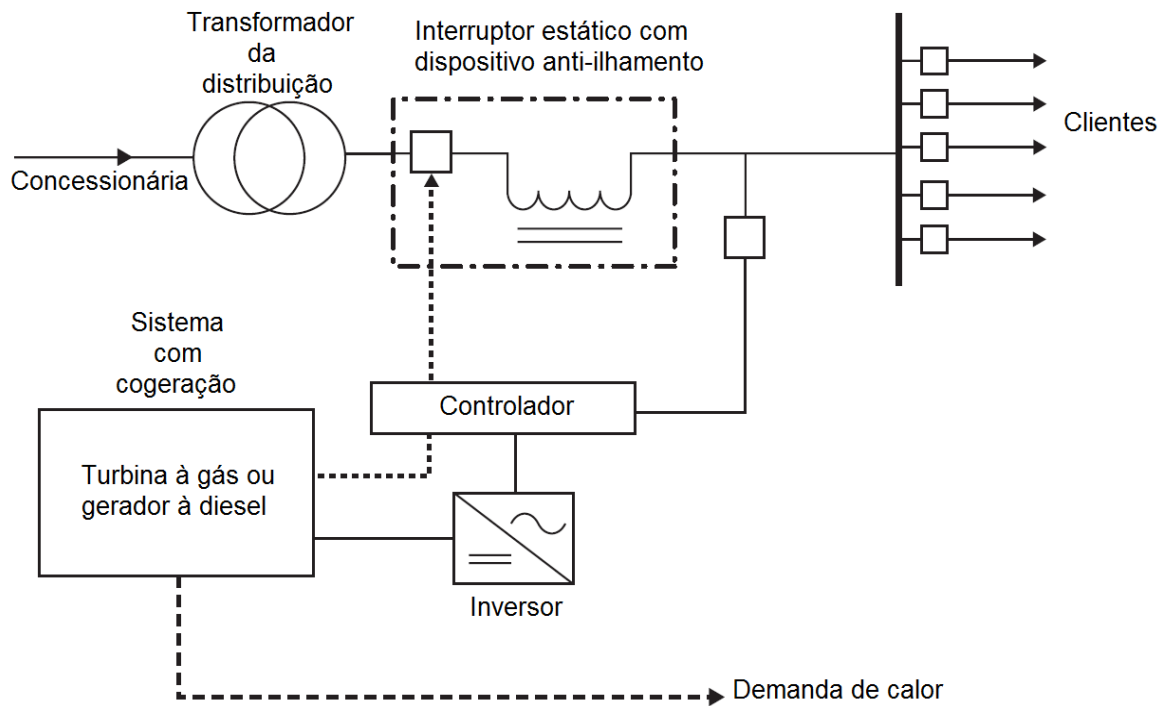 Transformador
da
distribuição
Interruptor estático com
dispositivo anti-ilhamento
Clientes
Concessionária
Sistema
com
cogeração
Controlador
Turbina à gás ou
gerador à diesel
Inversor
Demanda de calor